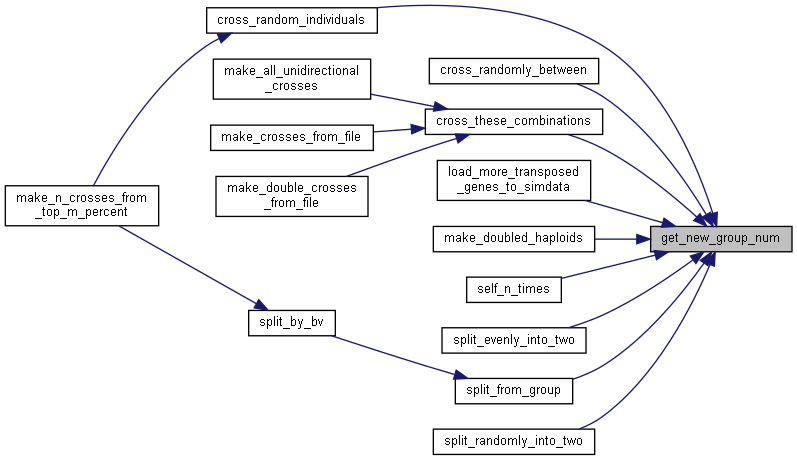 cross_random_individuals
make_all_unidirectional
_crosses
cross_randomly_between
cross_these_combinations
make_crosses_from_file
load_more_transposed
_genes_to_simdata
make_double_crosses
_from_file
make_n_crosses_from
_top_m_percent
make_doubled_haploids
get_new_group_num
self_n_times
split_by_bv
split_evenly_into_two
split_from_group
split_randomly_into_two